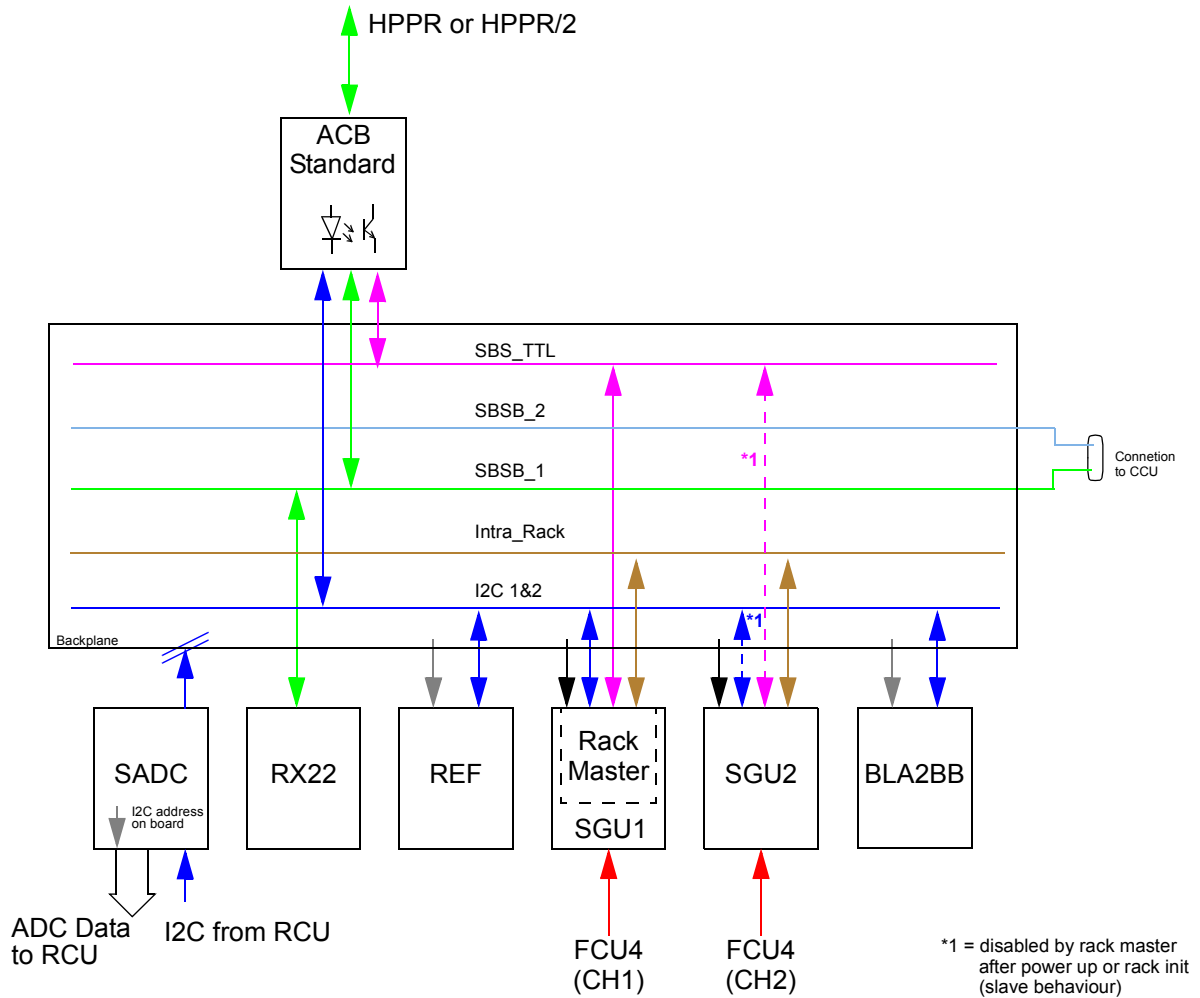 HPPR or HPPR/2
ACB
Standard
SBS_TTL
SBSB_2
*1
SBSB_1
Connetion
to CCU
Intra_Rack
I2C 1&2
*1
Backplane
SADC
I2C address
on board
RX22
REF
Rack
Master
SGU1
SGU2
BLA2BB
ADC Data
to RCU
I2C from RCU
FCU4
(CH1)
FCU4
(CH2)
*1 = disabled by rack master
after power up or rack init
(slave behaviour)